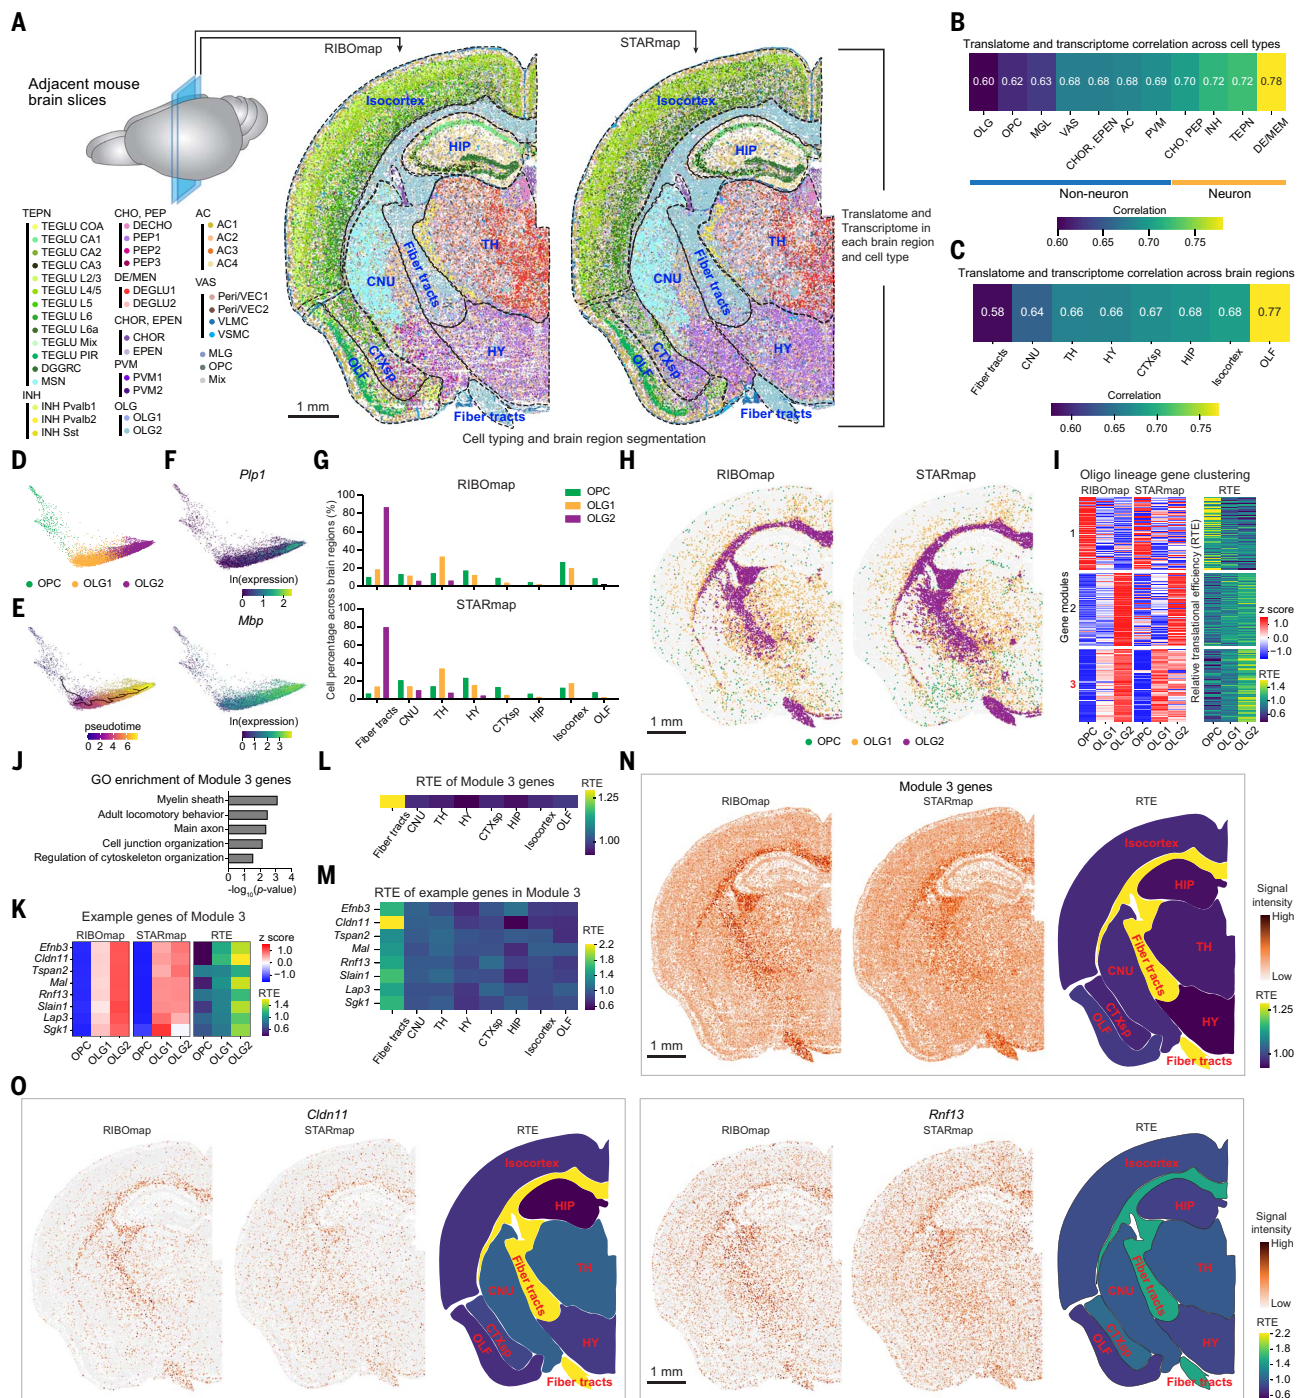 A
RIBOmap
STARmap
Adjacent mouse
brain slices
Isocortex
HIP
TH
CNU
Fiber tracts
HY
CTXsp
OLF
Fiber tracts
Isocortex
HIP
TH
CNU
Fiber tracts
HY
CTXsp
OLF
Fiber tracts
1 mm
Cell typing and brain region segmentation
Translatome and
Transcriptome in
each brain region
and cell type
TEPN
TEGLU COA
TEGLU CA1
TEGLU CA2
TEGLU CA3
TEGLU L2/3
TEGLU L4/5
TEGLU L5
TEGLU L6
TEGLU L6a
TEGLU Mix
TEGLU PIR
DGGRC
MSN
INH
INH Pvalb1
INH Pvalb2
INH Sst
CHO, PEP
DECHO
PEP1
PEP2
PEP3
DE/MEN
DEGLU1
DEGLU2
CHOR, EPEN
CHOR
EPEN
PVM
PVM1
PVM2
OLG
OLG1
OLG2
AC
AC1
AC2
AC3
AC4
VAS
Peri/VEC1
Peri/VEC2
VLMC
VSMC
MLG
OPC
Mix
B
Translatome and transcriptome correlation across cell types
0.60 0.62 0.63 0.68 0.68 0.68 0.69 0.70 0.72 0.72 0.78
OLG OPC MGL VAS CHOR, EPEN AC PVM CHO, PEP INH TEPN DE/MEM
Non-neuron Neuron
Correlation
0.60 0.65 0.70 0.75
C
Translatome and transcriptome correlation across brain regions
0.58 0.64 0.66 0.66 0.67 0.68 0.68 0.77
Fiber tracts CNU TH HY CTXsp HIP Isocortex OLF
Correlation
0.60 0.65 0.70 0.75
D
OPC OLG1 OLG2
E
pseudotime
0 2 4 6
F
Plp1
ln(expression)
0 1 2
Mbp
ln(expression)
0 1 2 3
G
RIBOmap
Cell percentage across brain regions (%)
100
80
60
40
20
0
OPC
OLG1
OLG2
STARmap
100
80
60
40
20
0
Fiber tracts CNU TH HY CTXsp HIP Isocortex OLF
H
RIBOmap STARmap
1 mm
OPC OLG1 OLG2
I
Oligo lineage gene clustering
RIBOmap STARmap RTE
Gene modules
1
2
3
Relative translational efficiency (RTE)
z score
1.0
0.0
−1.0
RTE
1.4
1.0
0.6
OPC OLG1 OLG2 OPC OLG1 OLG2 OPC OLG1 OLG2
J
GO enrichment of Module 3 genes
Myelin sheath
Adult locomotory behavior
Main axon
Cell junction organization
Regulation of cytoskeleton organization
0 1 2 3 4
-log10(p-value)
K
Example genes of Module 3
RIBOmap STARmap RTE
Efnb3
Cldn11
Tspan2
Mal
Rnf13
Slain1
Lap3
Sgk1
OPC OLG1 OLG2 OPC OLG1 OLG2 OPC OLG1 OLG2
z score
1.0
0.0
−1.0
RTE
1.4
1.0
0.6
L
RTE of Module 3 genes
Fiber tracts CNU TH HY CTXsp HIP Isocortex OLF
RTE
1.25
1.00
M
RTE of example genes in Module 3
Efnb3
Cldn11
Tspan2
Mal
Rnf13
Slain1
Lap3
Sgk1
Fiber tracts CNU TH HY CTXsp HIP Isocortex OLF
RTE
2.2
1.8
1.4
1.0
0.6
N
Module 3 genes
RIBOmap STARmap RTE
1 mm
Isocortex
HIP
TH
Fiber tracts
CNU
CTXsp
OLF
HY
Fiber tracts
Signal
intensity
High
Low
RTE
1.25
1.00
O
Cldn11
RIBOmap STARmap RTE
Isocortex
HIP
TH
Fiber tracts
CNU
CTXsp
OLF
HY
Fiber tracts
Rnf13
RIBOmap STARmap RTE
1 mm
Isocortex
HIP
TH
Fiber tracts
CNU
CTXsp
OLF
HY
Fiber tracts
Signal
intensity
High
Low
RTE
2.2
1.8
1.4
1.0
0.6